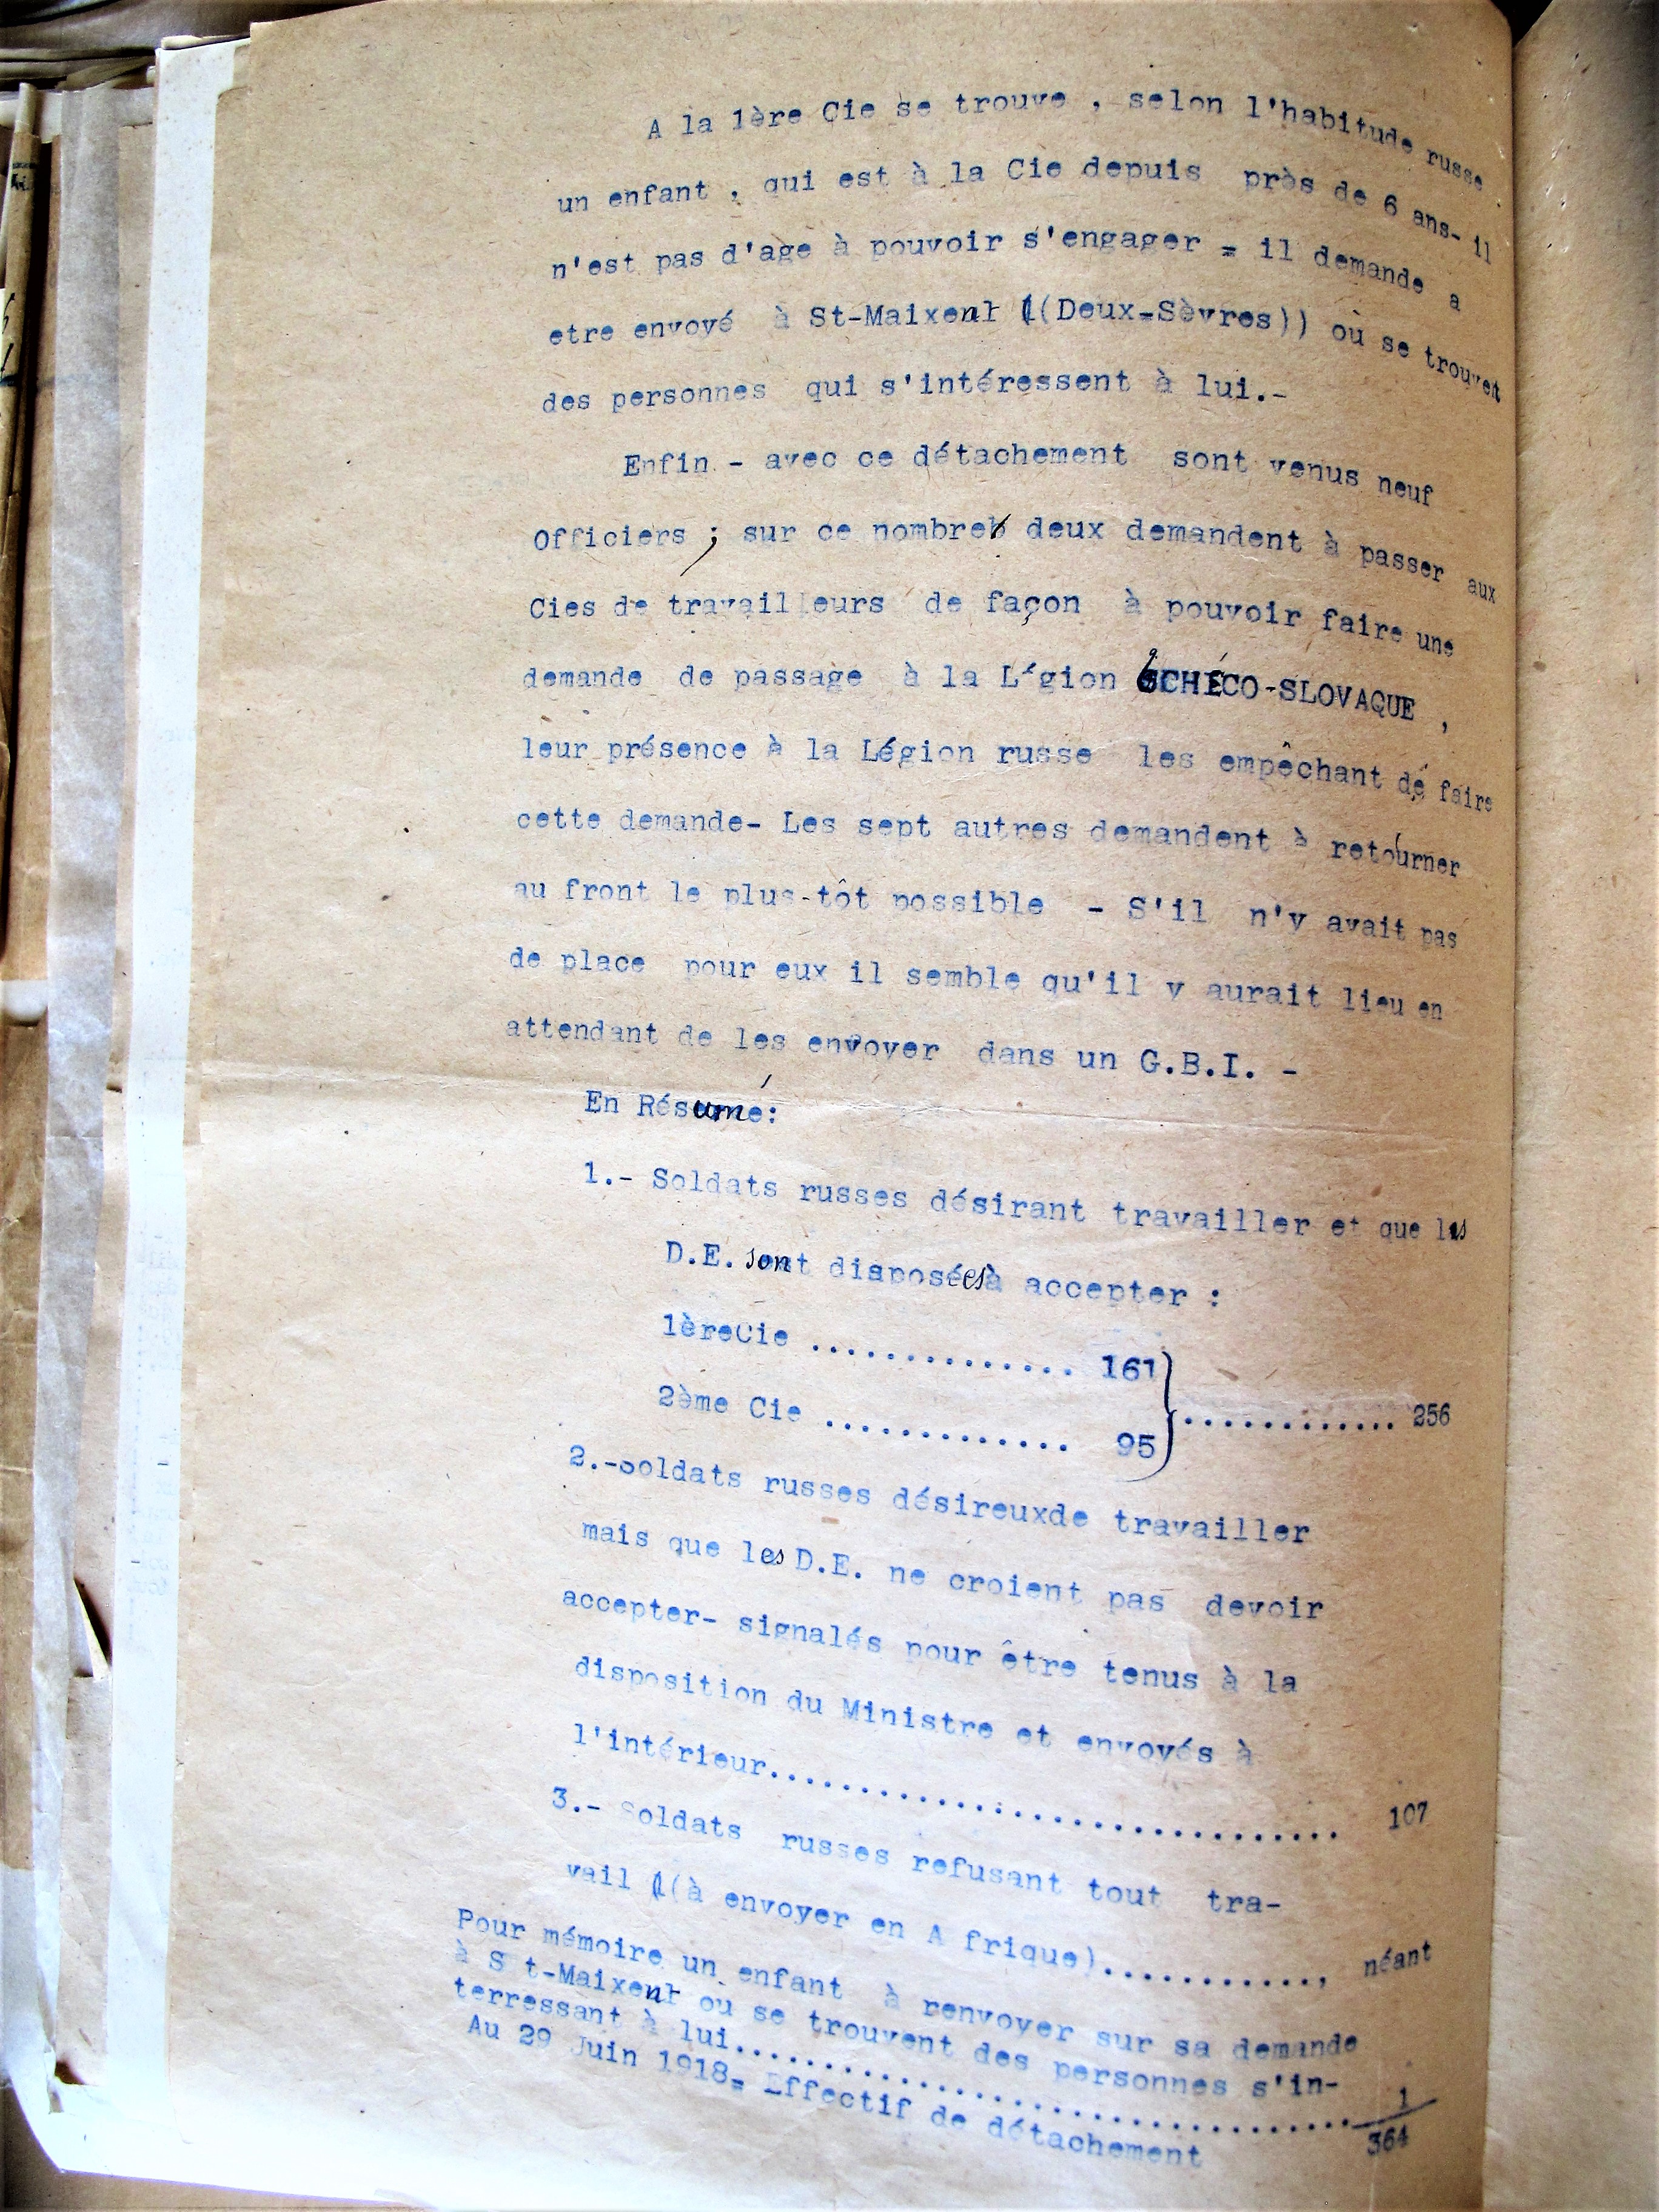 A la 1ère Cie se trouve , selon l'habitude russe
un enfant , qui est à la Cie depuis près de 6 ans- il
n'est pas d'age à pouvoir s'engager = il demande a
etre envoyé à St-Maixent ((Deux-Sèvres)) où se trouvent
des personnes qui s'intéressent à lui.-
Enfin - avec ce détachement sont venus neuf
Officiers ; sur ce nombre deux demandent à passer aux
Cies de travailleurs de façon à pouvoir faire une
demande de passage à la Légion TCHÉCO-SLOVAQUE ,
leur présence à la Légion russe les empêchant de faire
cette demande- Les sept autres demandent à retourner
au front le plus-tôt possible - S'il n'y avait pas
de place pour eux il semble qu'il y aurait lieu en
attendant de les envoyer dans un G.B.I. -
En Résumé:
1.- Soldats russes désirant travailler et que les
D.E. sont disposées à accepter :
1èreCie .............. 161
2ème Cie ............. 95 ............ 256
2.-Soldats russes désireuxde travailler
mais que les D.E. ne croient pas devoir
accepter- signalés pour être tenus à la
disposition du Ministre et envoyés à
l'intérieur.............................. 107
3.- Soldats russes refusant tout tra-
vail ((à envoyer en A frique)............, néant
Pour mémoire un enfant à renvoyer sur sa demande
à S t-Maixent ou se trouvent des personnes s'in-
terressant à lui................................. 1
Au 29 Juin 1918= Effectif de détachement 364